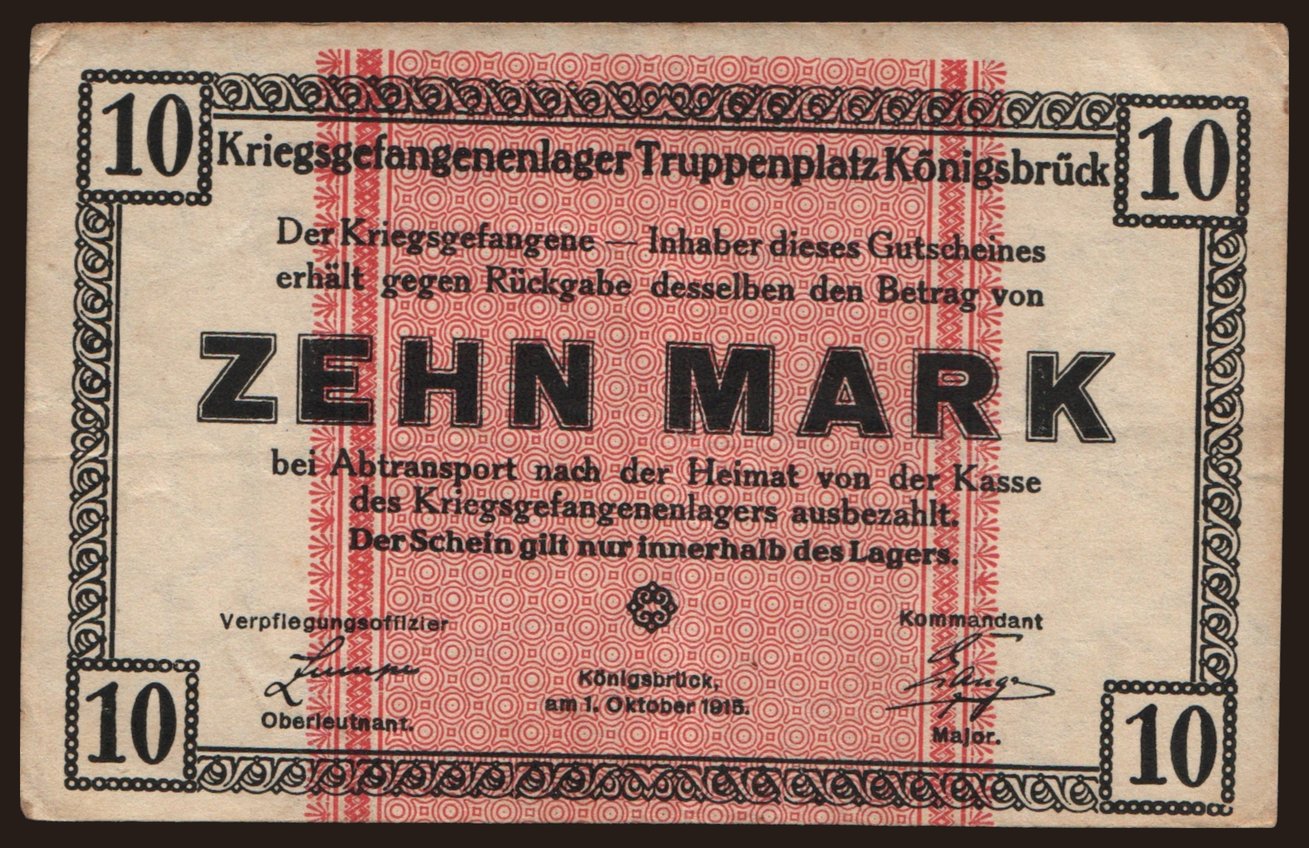 10 10
Kriegsgefangenenlager Truppenplatz Königsbrück
Der Kriegsgefangene — Inhaber dieses Gutscheines
erhält gegen Rückgabe desselben den Betrag von
ZEHN MARK
bei Abtransport nach der Heimat von der Kasse
des Kriegsgefangenenlagers ausbezahlt.
Der Schein gilt nur innerhalb des Lagers.
Verpflegungsoffizier
Oberleutnant.
Königsbrück,
am 1. Oktober 1915.
Kommandant
Major.
10 10